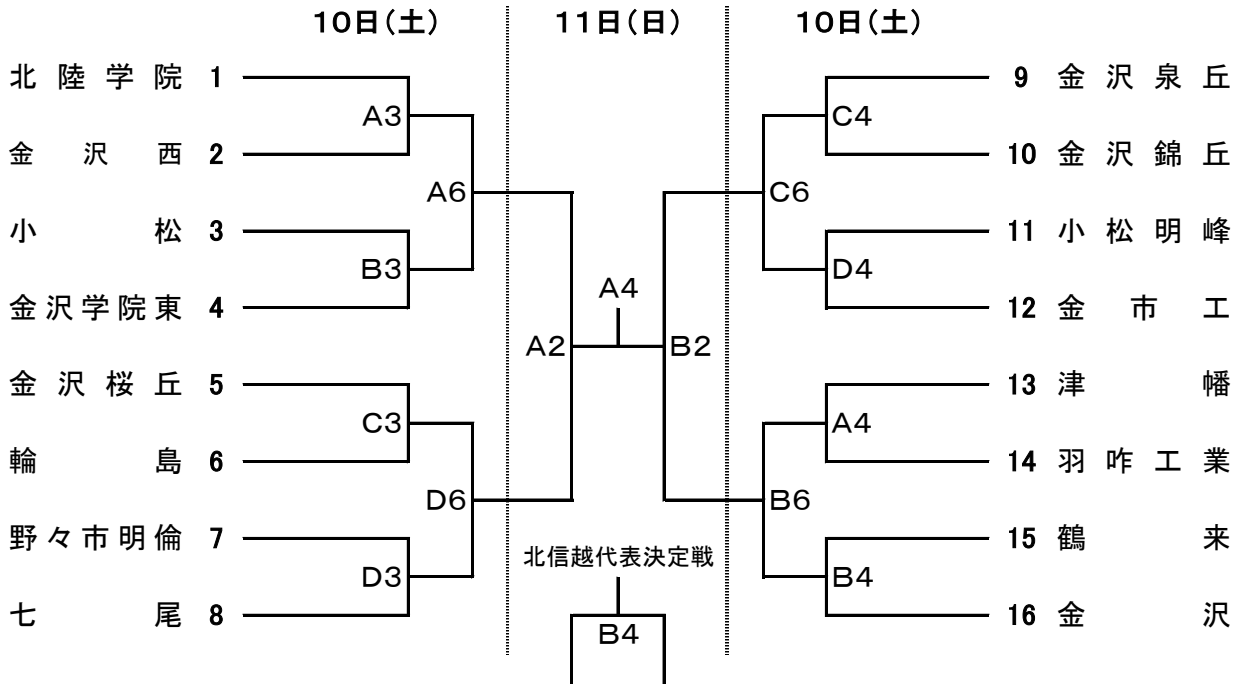 10日(土) 11日(日) 10日(土)
北陸学院 1 9 金沢泉丘
A3 C4
金沢西 2 10 金沢錦丘
A6 C6
小松 3 11 小松明峰
B3 D4
A4
金沢学院東 4 12 金市工
A2 B2
金沢桜丘 5 13 津幡
C3 A4
輪島 6 14 羽咋工業
D6 B6
野々市明倫 7 15 鶴来
北信越代表決定戦
D3 B4
七尾 8 16 金沢
B4